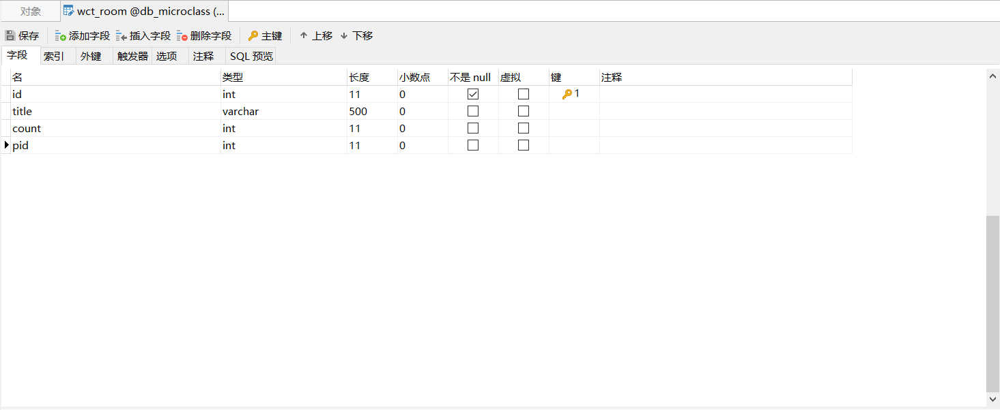 对象 wct_room @db_microclass (...
保存 添加字段 插入字段 删除字段 主键 上移 下移
字段 索引 外键 触发器 选项 注释 SQL 预览
名 类型 长度 小数点 不是 null 虚拟 键 注释
id int 11 0 1
title varchar 500 0
count int 11 0
pid int 11 0